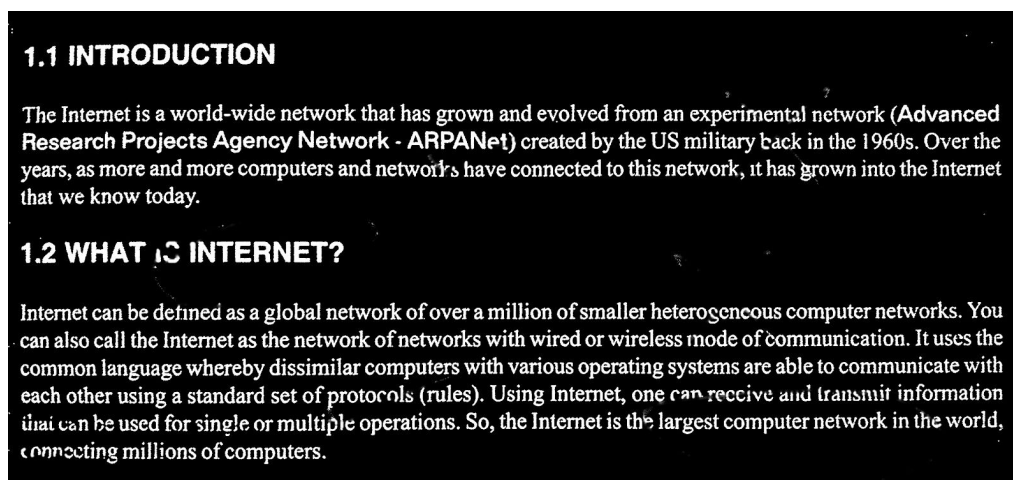 1.1 INTRODUCTION
The Internet is a world-wide network that has grown and evolved from an experimental network (Advanced
Research Projects Agency Network - ARPANet) created by the US military back in the 1960s. Over the
years, as more and more computers and networks have connected to this network, it has grown into the Internet
that we know today.
1.2 WHAT IS INTERNET?
Internet can be defined as a global network of over a million of smaller heterogeneous computer networks. You
can also call the Internet as the network of networks with wired or wireless mode of communication. It uses the
common language whereby dissimilar computers with various operating systems are able to communicate with
each other using a standard set of protocols (rules). Using Internet, one can receive and transmit information
that can be used for single or multiple operations. So, the Internet is the largest computer network in the world,
connecting millions of computers.